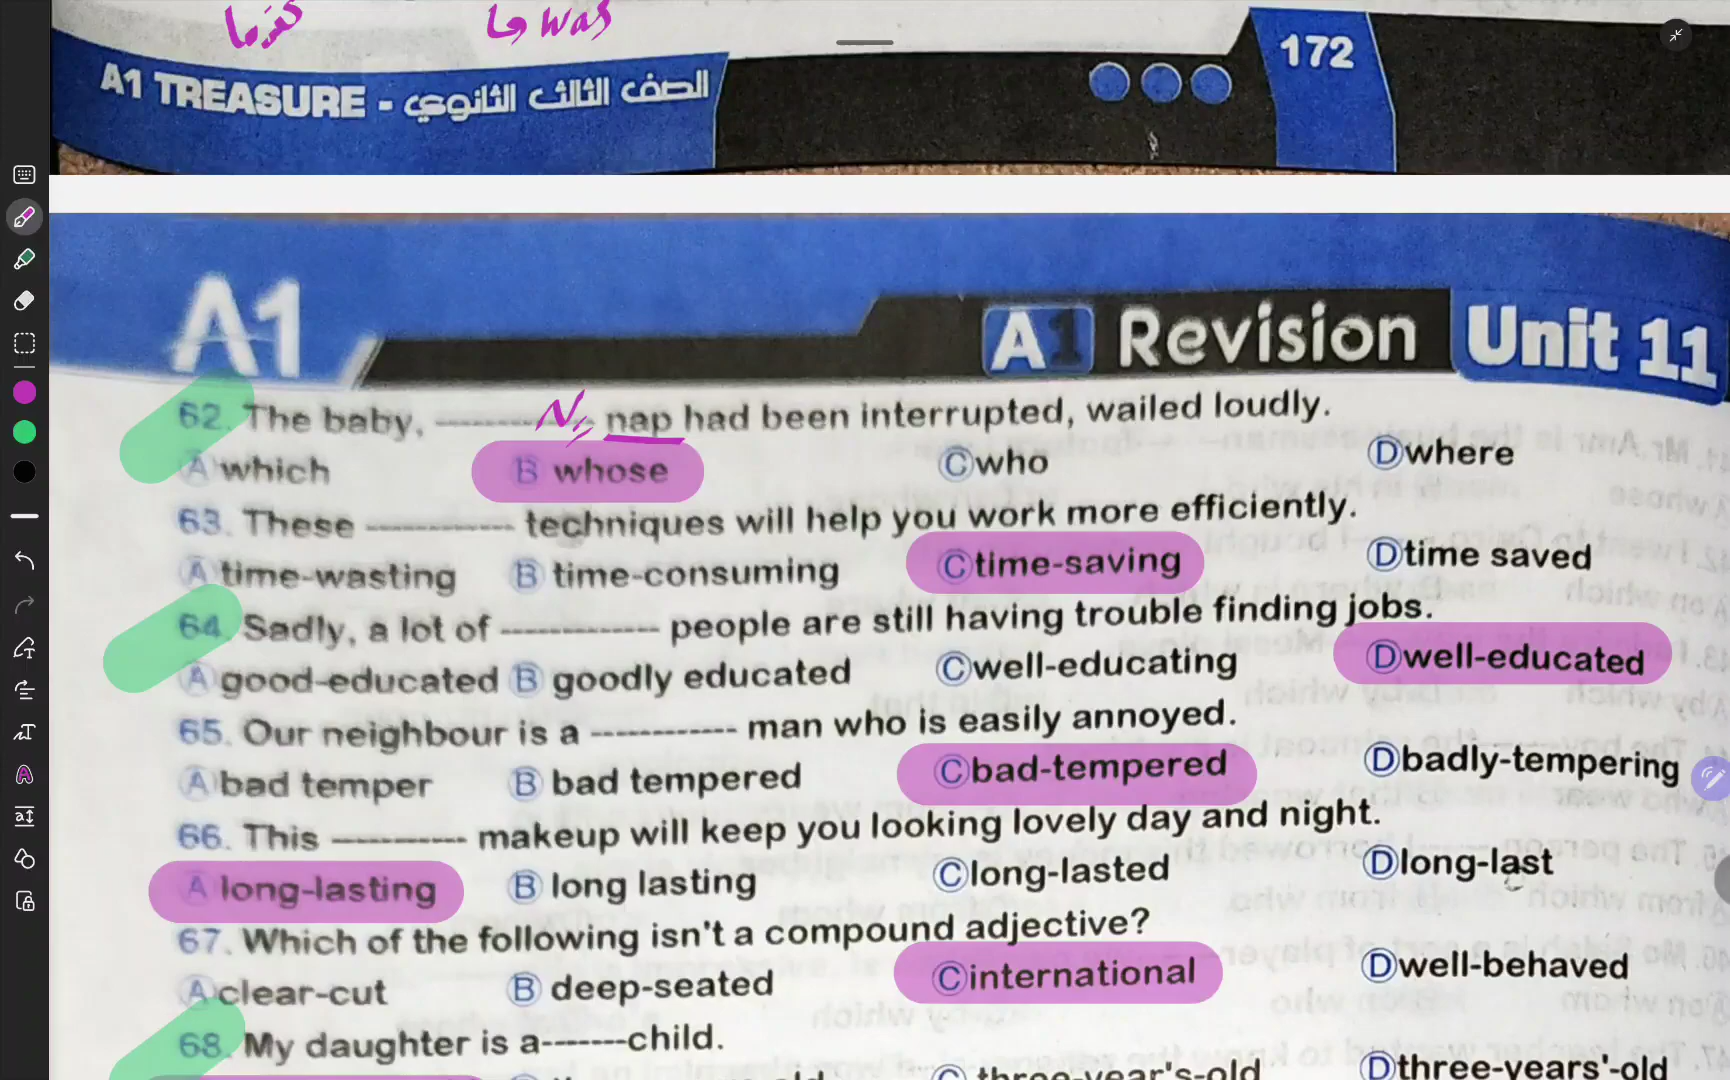 عندما ما was
A1 TREASURE - الصف الثالث الثانوي
172
A1
A1 Revision Unit 11
62. The baby, ------------ nap had been interrupted, wailed loudly.
A which B whose C who D where
63. These ------------ techniques will help you work more efficiently.
A time-wasting B time-consuming C time-saving D time saved
64. Sadly, a lot of ------------ people are still having trouble finding jobs.
A good-educated B goodly educated C well-educating D well-educated
65. Our neighbour is a ------------ man who is easily annoyed.
A bad temper B bad tempered C bad-tempered D badly-tempering
66. This ----------- makeup will keep you looking lovely day and night.
A long-lasting B long lasting C long-lasted D long-last
67. Which of the following isn't a compound adjective?
A clear-cut B deep-seated C international D well-behaved
68. My daughter is a-------child.
C three-year's-old D three-years'-old